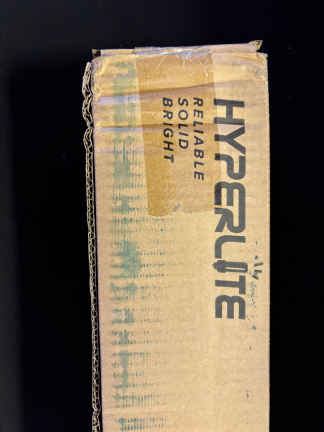 HYPERLITE
RELIABLE
SOLID
BRIGHT